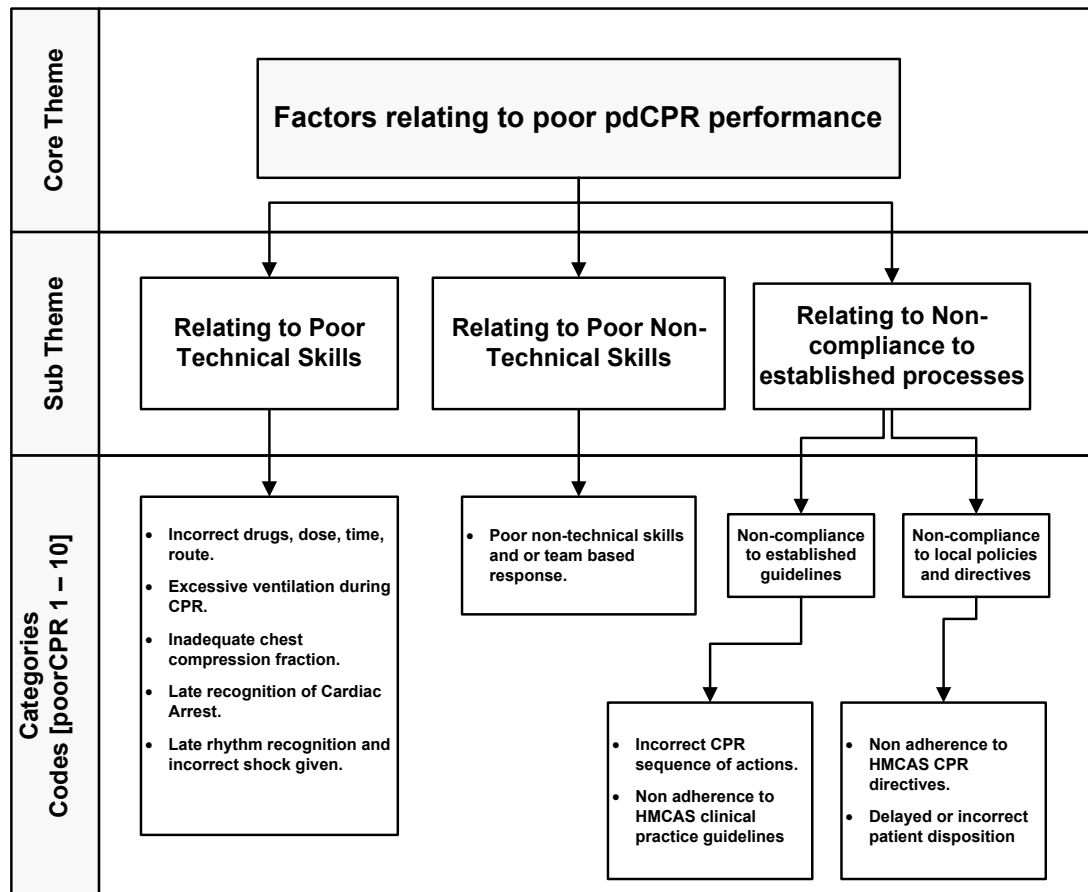 Core Theme
Factors relating to poor pdCPR performance
Sub Theme
Relating to Poor
Technical Skills
Relating to Poor Non-
Technical Skills
Relating to Non-
compliance to
established processes
Categories
Codes [poorCPR 1 – 10]
• Incorrect drugs, dose, time,
route.
• Excessive ventilation during
CPR.
• Inadequate chest
compression fraction.
• Late recognition of Cardiac
Arrest.
• Late rhythm recognition and
incorrect shock given.
• Poor non-technical skills
and or team based
response.
Non-compliance
to established
guidelines
Non-compliance
to local policies
and directives
• Incorrect CPR
sequence of actions.
• Non adherence to
HMCAS clinical
practice guidelines
• Non adherence to
HMCAS CPR
directives.
• Delayed or incorrect
patient disposition